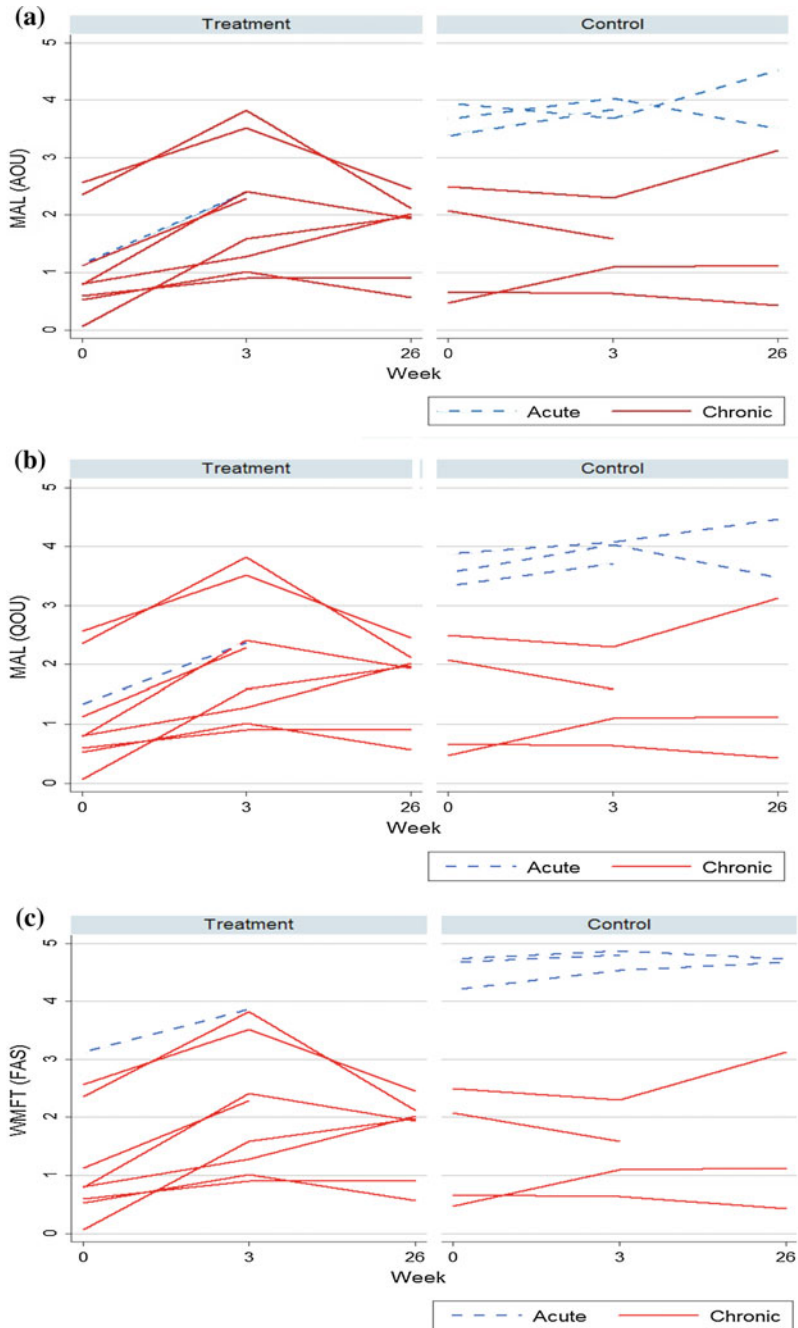 (a)
Treatment Control
MAL (AOU)
5
4
3
2
1
0
0 3 26 0 3 26
Week
Acute Chronic
(b)
Treatment Control
MAL (QOU)
5
4
3
2
1
0
0 3 26 0 3 26
Week
Acute Chronic
(c)
Treatment Control
WMFT (FAS)
5
4
3
2
1
0
0 3 26 0 3 26
Week
Acute Chronic